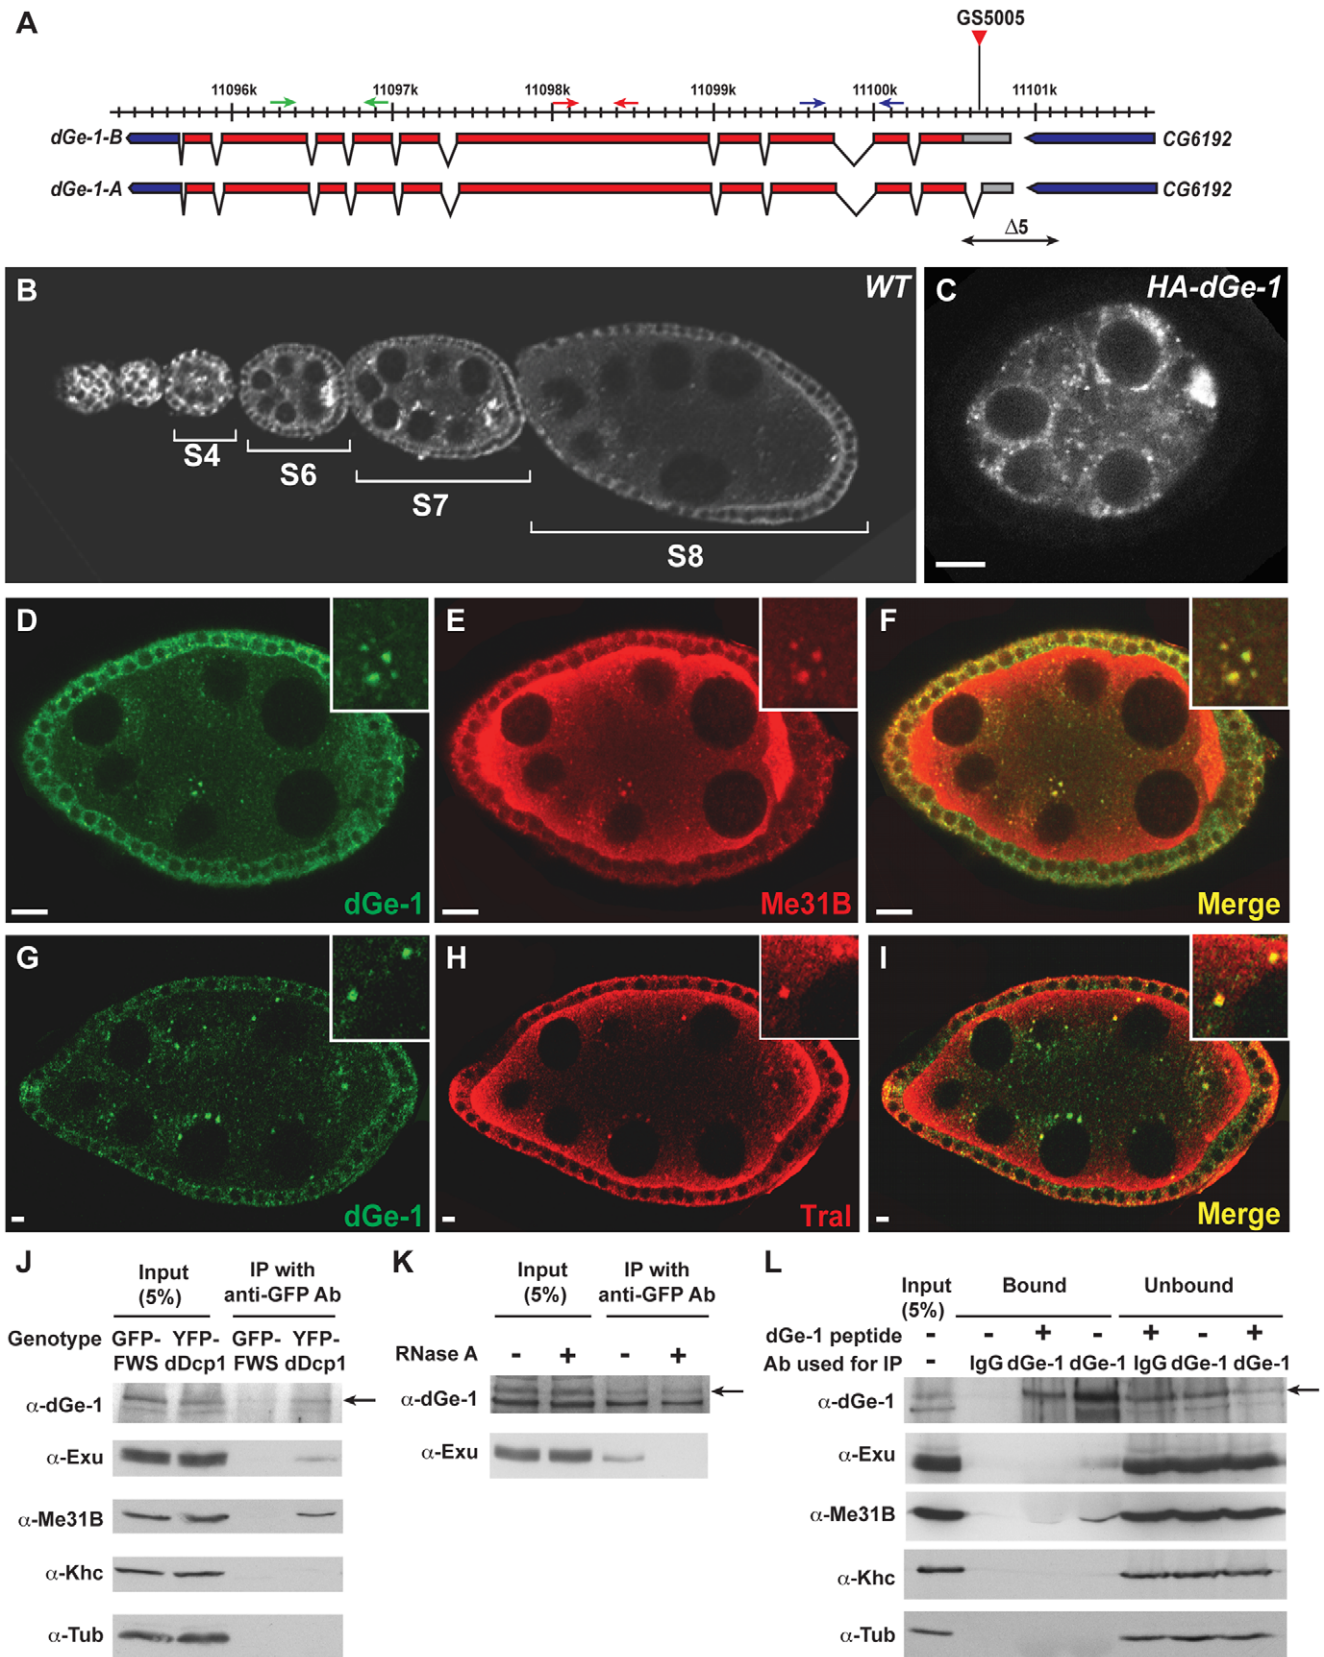 A
GS5005
11096k 11097k 11098k 11099k 11100k 11101k
dGe-1-B CG6192
dGe-1-A CG6192
Δ5
B WT
S4
S6
S7
S8
C HA-dGe-1
D
dGe-1
E
Me31B
F
Merge
G
dGe-1
H
Tral
I
Merge
J
Input (5%)
IP with anti-GFP Ab
Genotype GFP-FWS YFP-dDcp1 GFP-FWS YFP-dDcp1
α-dGe-1
α-Exu
α-Me31B
α-Khc
α-Tub
K
Input (5%)
IP with anti-GFP Ab
RNase A - + - +
α-dGe-1
α-Exu
L
Input (5%)
Bound
Unbound
dGe-1 peptide - - + - + - +
Ab used for IP - IgG dGe-1 dGe-1 IgG dGe-1 dGe-1
α-dGe-1
α-Exu
α-Me31B
α-Khc
α-Tub